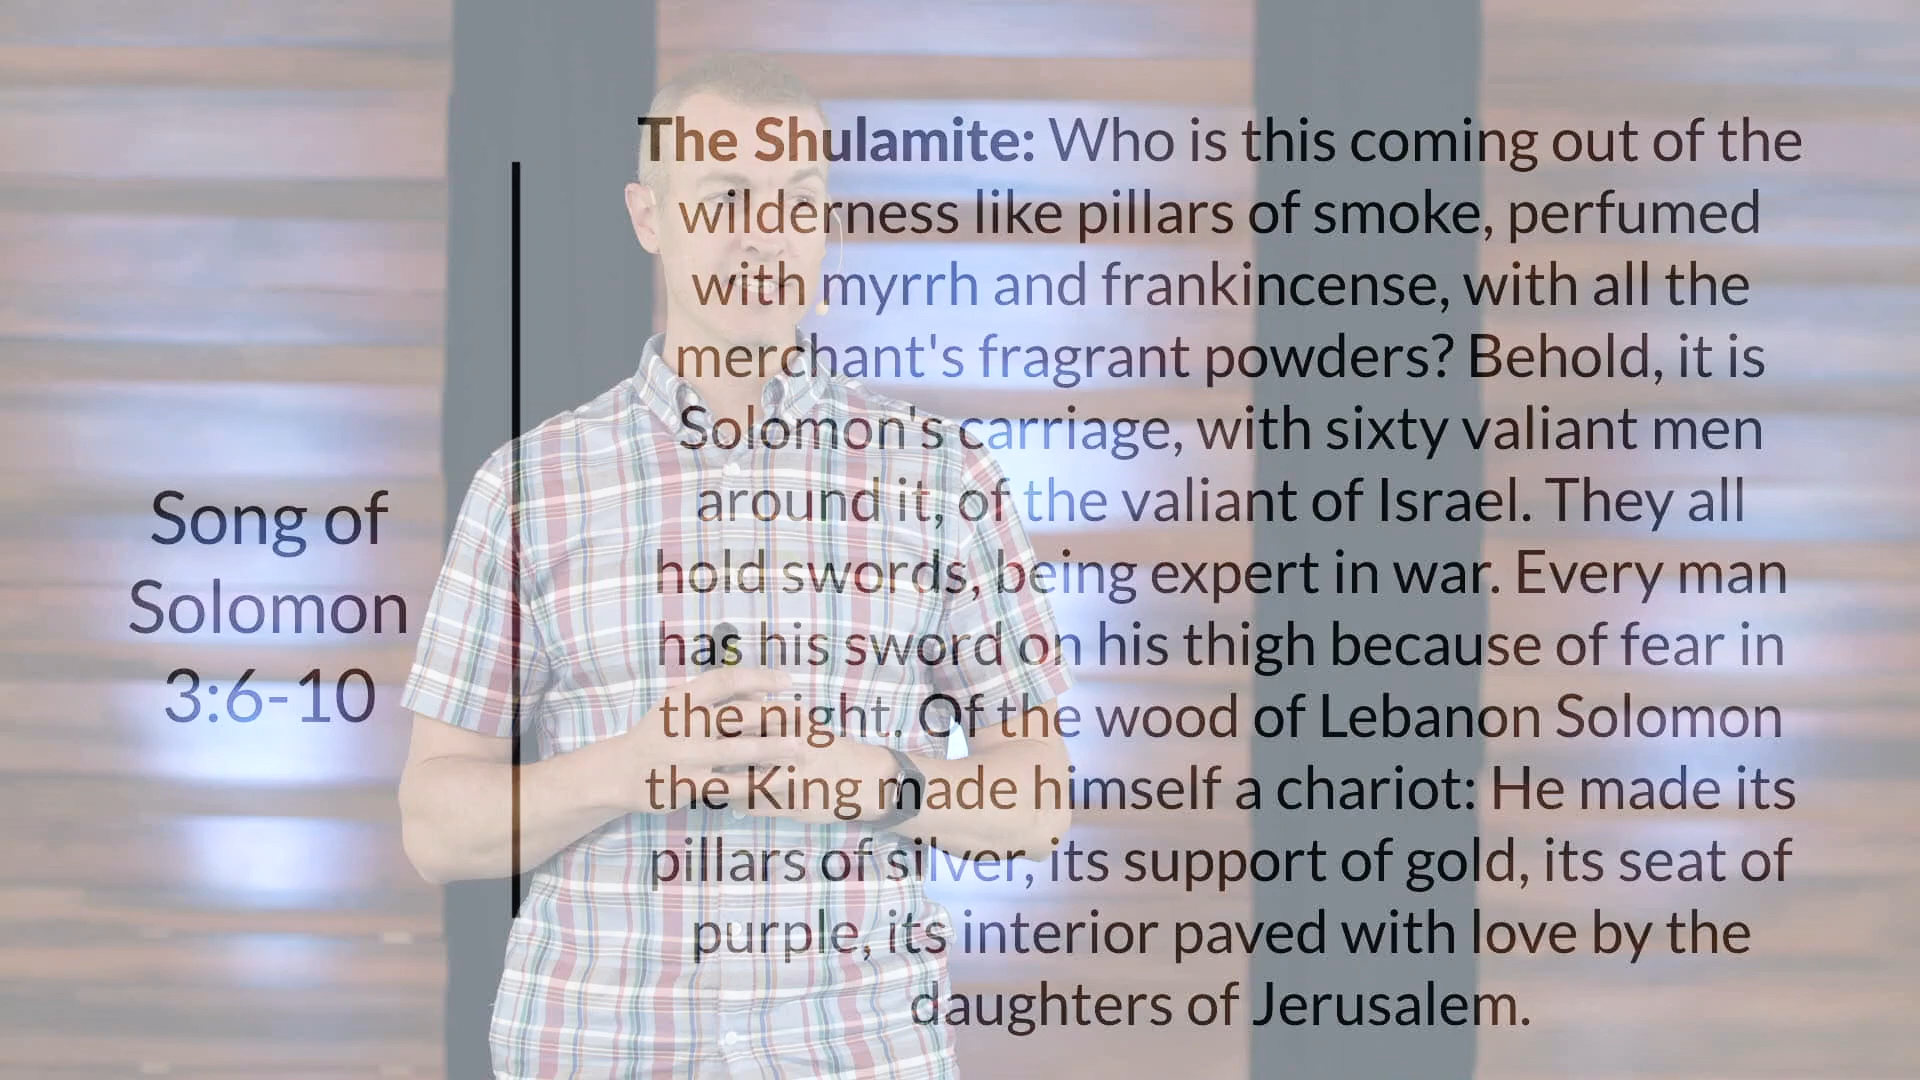 Song of
Solomon
3:6-10
The Shulamite: Who is this coming out of the
wilderness like pillars of smoke, perfumed
with myrrh and frankincense, with all the
merchant's fragrant powders? Behold, it is
Solomon's carriage, with sixty valiant men
around it, of the valiant of Israel. They all
hold swords, being expert in war. Every man
has his sword on his thigh because of fear in
the night. Of the wood of Lebanon Solomon
the King made himself a chariot: He made its
pillars of silver, its support of gold, its seat of
purple, its interior paved with love by the
daughters of Jerusalem.